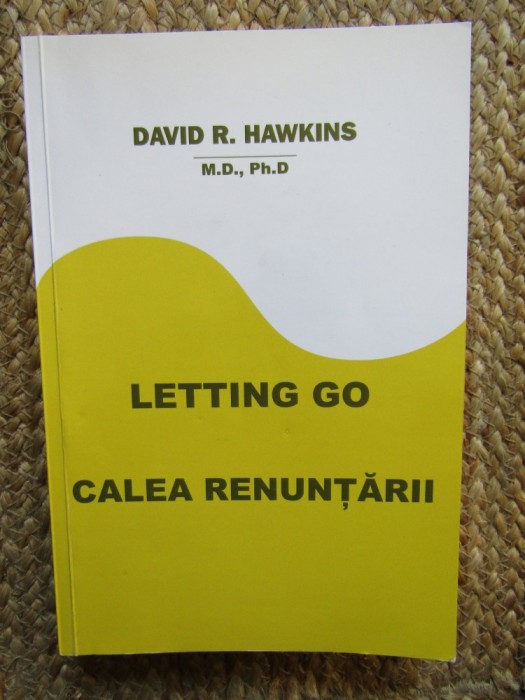 DAVID R. HAWKINS
M.D., Ph.D
LETTING GO
CALEA RENUNȚĂRII